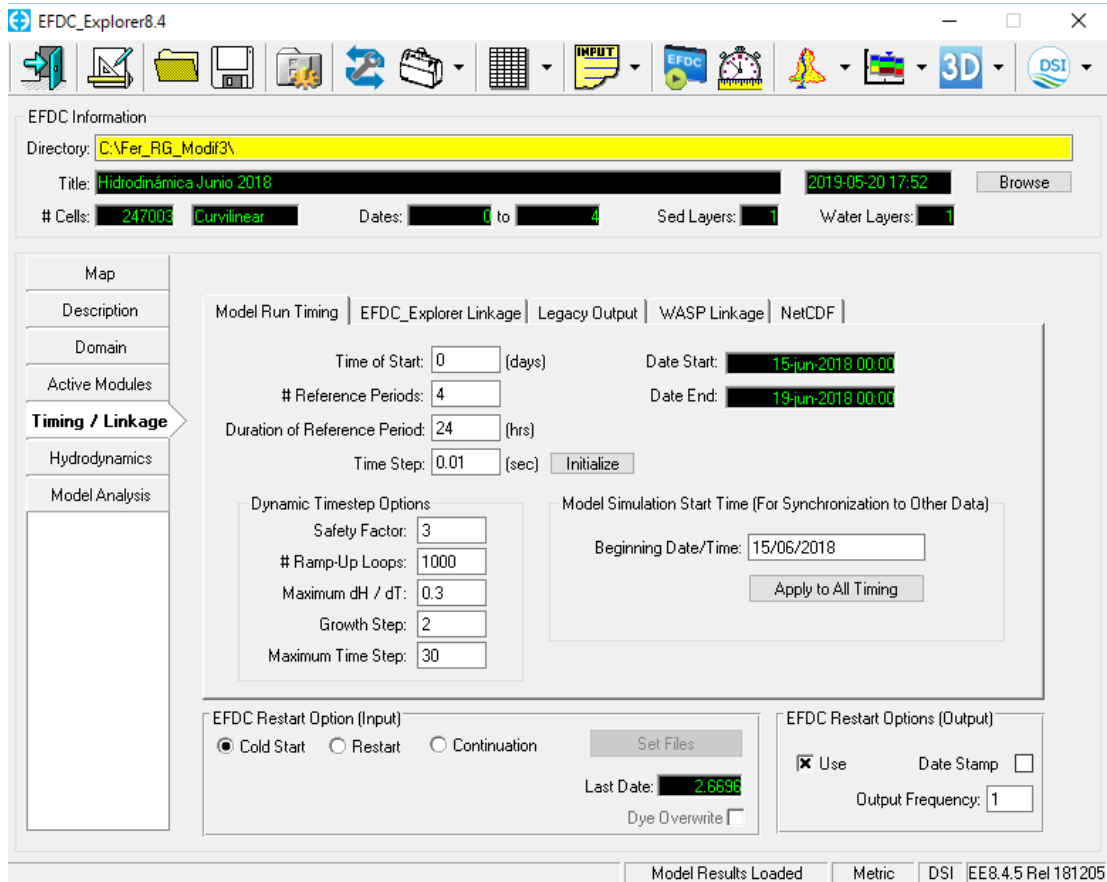 EFDC_Explorer8.4
INPUT EFDC 3D DSI
EFDC Information
Directory: C:\Fer_RG_Modif3\
Title: Hidrodinámica Junio 2018 2019-05-20 17:52 Browse
# Cells: 247003 Curvilinear Dates: 0 to 4 Sed Layers: 1 Water Layers: 1
Map
Description
Domain
Active Modules
Timing / Linkage
Hydrodynamics
Model Analysis
Model Run Timing EFDC_Explorer Linkage Legacy Output WASP Linkage NetCDF
Time of Start: 0 (days) Date Start: 15-jun-2018 00:00
# Reference Periods: 4 Date End: 19-jun-2018 00:00
Duration of Reference Period: 24 (hrs)
Time Step: 0.01 (sec) Initialize
Dynamic Timestep Options
Safety Factor: 3
# Ramp-Up Loops: 1000
Maximum dH / dT: 0.3
Growth Step: 2
Maximum Time Step: 30
Model Simulation Start Time (For Synchronization to Other Data)
Beginning Date/Time: 15/06/2018
Apply to All Timing
EFDC Restart Option (Input)
Cold Start Restart Continuation Set Files
Last Date: 2.6696
Dye Overwrite
EFDC Restart Options (Output)
Use Date Stamp
Output Frequency: 1
Model Results Loaded Metric DSI EE8.4.5 Rel 181205